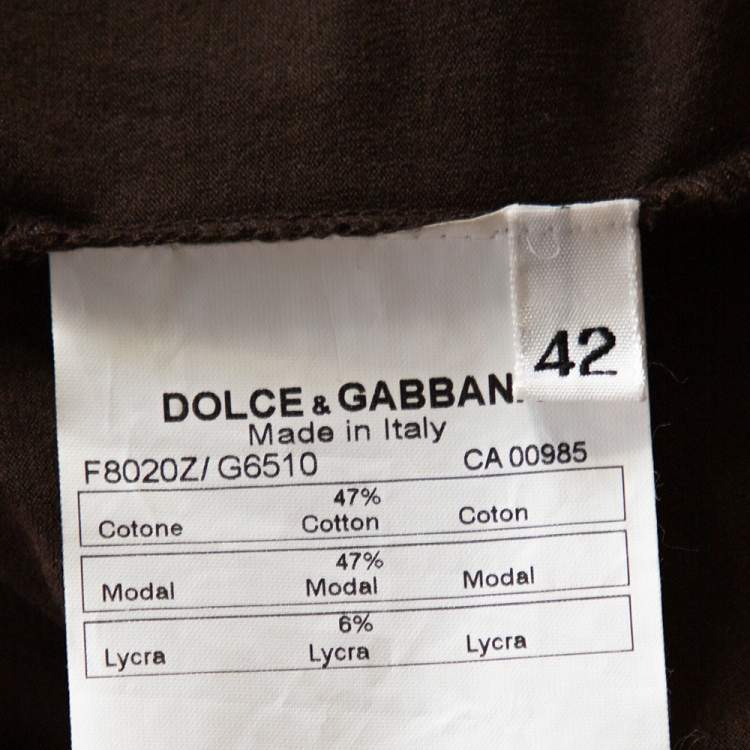 42
DOLCE & GABBAN
Made in Italy
F8020Z/ G6510 CA 00985
47%
Cotone Cotton Coton
47%
Modal Modal Modal
6%
Lycra Lycra Lycra